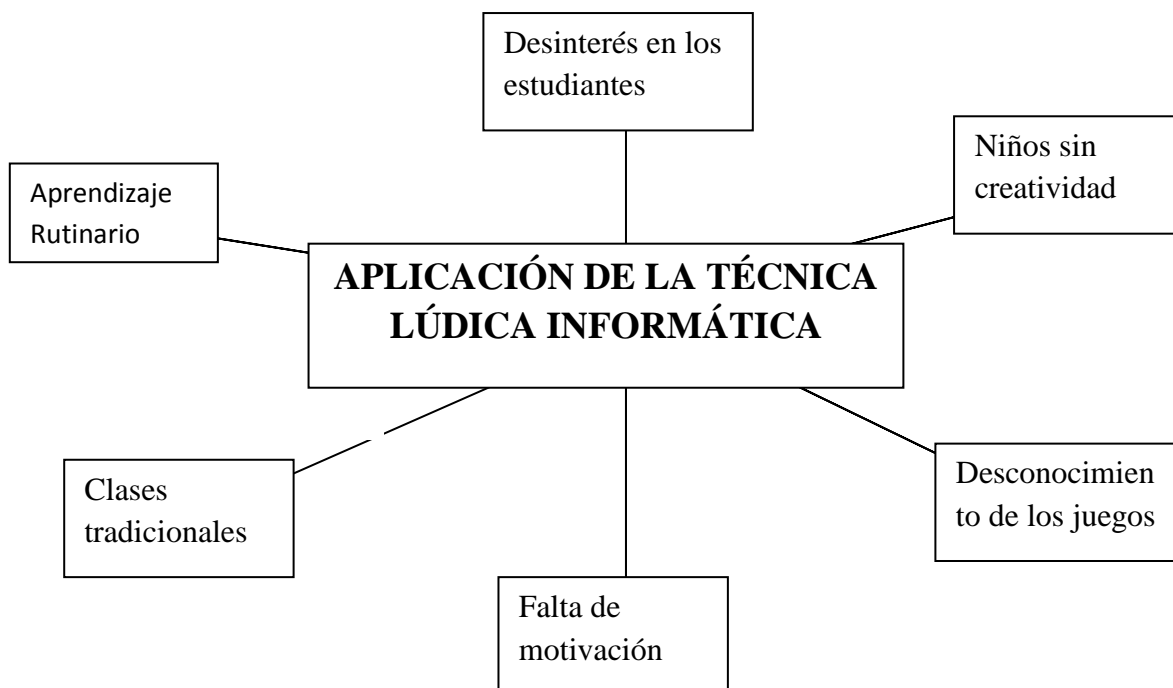 Desinterés en los
estudiantes
Niños sin
creatividad
Aprendizaje
Rutinario
APLICACIÓN DE LA TÉCNICA
LÚDICA INFORMÁTICA
Clases
tradicionales
Desconocimien
to de los juegos
Falta de
motivación